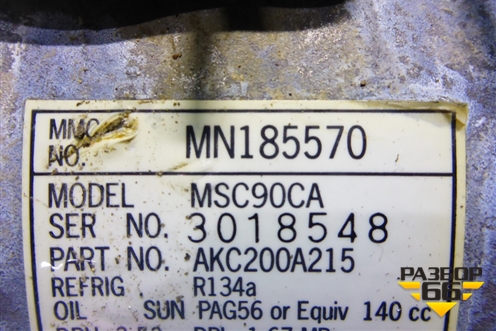 MMC
NO. MN185570
MODEL MSC90CA
SER NO. 3018548
PART NO. AKC200A215
REFRIG R134a
OIL SUN PAG56 or Equiv 140 cc
РАЗБОР
66